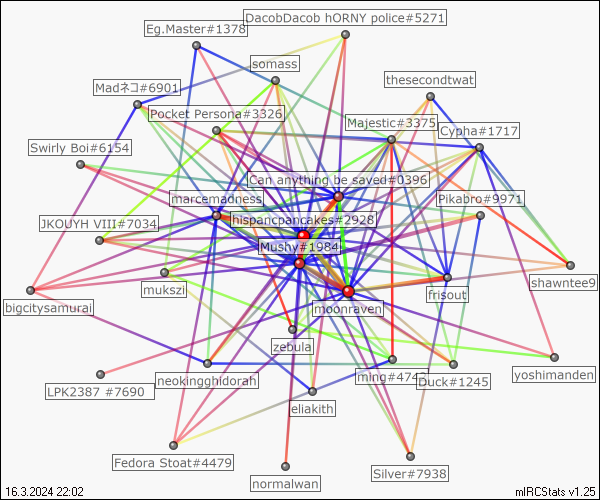 DacobDacob hORNY police#5271
Eg.Master#1378
somass
thesecondtwat
Madネコ#6901
Pocket Persona#3326
Majestic#3375
Cypha#1717
Swirly Boi#6154
Can anything be saved#0396
marcemadness
Pikabro#9971
JKOUYH VIII#7034
hispancpancakes#2928
Mushy#1984
shawntee9
mukszi
frisout
bigcitysamurai
moonraven
zebula
yoshimanden
neokingghidorah
ming#4743
Duck#1245
LPK2387 #7690
eliakith
Fedora Stoat#4479
Silver#7938
normalwan
16.3.2024 22:02
mIRCStats v1.25